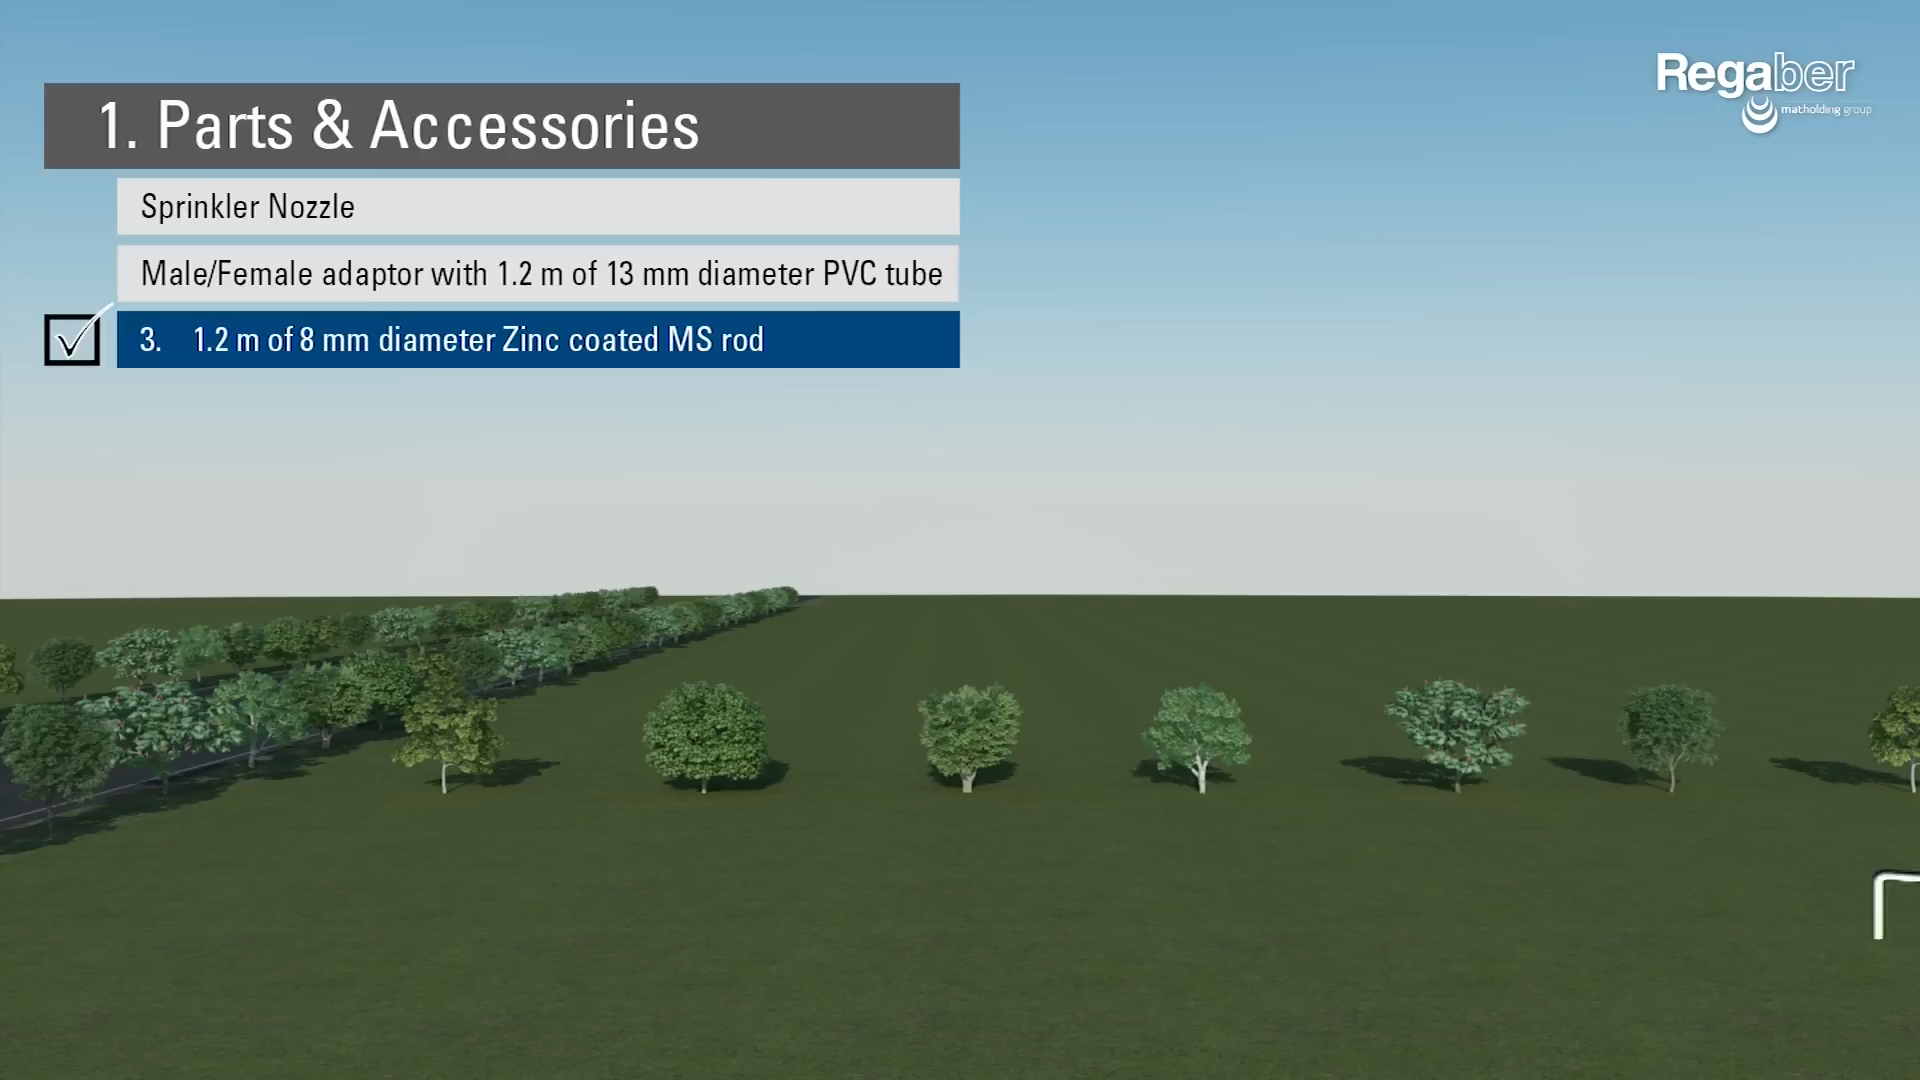 Regaber
matholding group
1. Parts & Accessories
Sprinkler Nozzle
Male/Female adaptor with 1.2 m of 13 mm diameter PVC tube
3. 1.2 m of 8 mm diameter Zinc coated MS rod